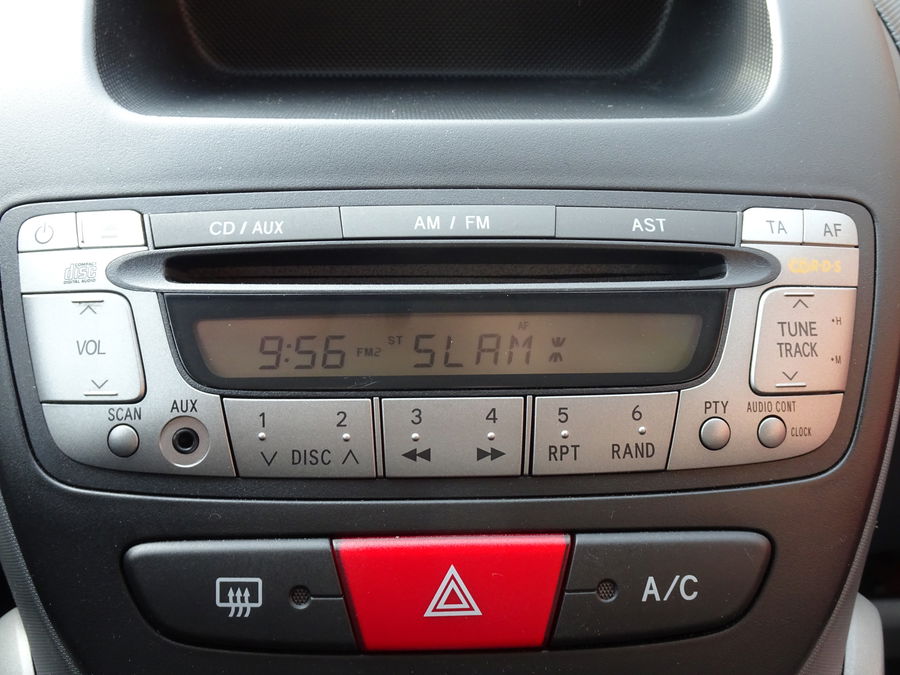 CD / AUX AM / FM AST TA AF
COMPACT
disc
DIGITAL AUDIO
R·D·S
VOL
9:56 FM2 ST AF SLAM
TUNE
TRACK
•H
•M
SCAN AUX
1 2
DISC
3 4
5 6
RPT RAND
PTY AUDIO CONT
CLOCK
A/C